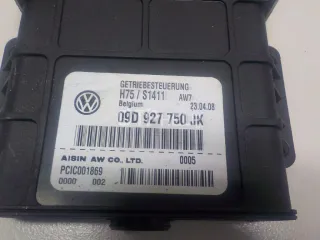 GETRIEBESTEUERUNG
H75 / S1411 AW7
Belgium 23.04.08
09D 927 750 JK
AISIN AW CO., LTD. 0005
PCIC001869
0000 002